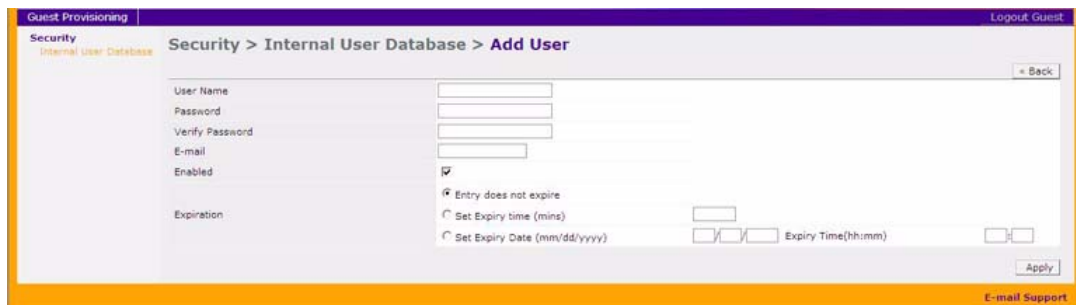 Guest Provisioning
Logout Guest
Security
Internal User Database
Security > Internal User Database > Add User
« Back
User Name
Password
Verify Password
E-mail
Enabled
Entry does not expire
Expiration
Set Expiry time (mins)
Set Expiry Date (mm/dd/yyyy) / / Expiry Time(hh:mm) :
Apply
E-mail Support